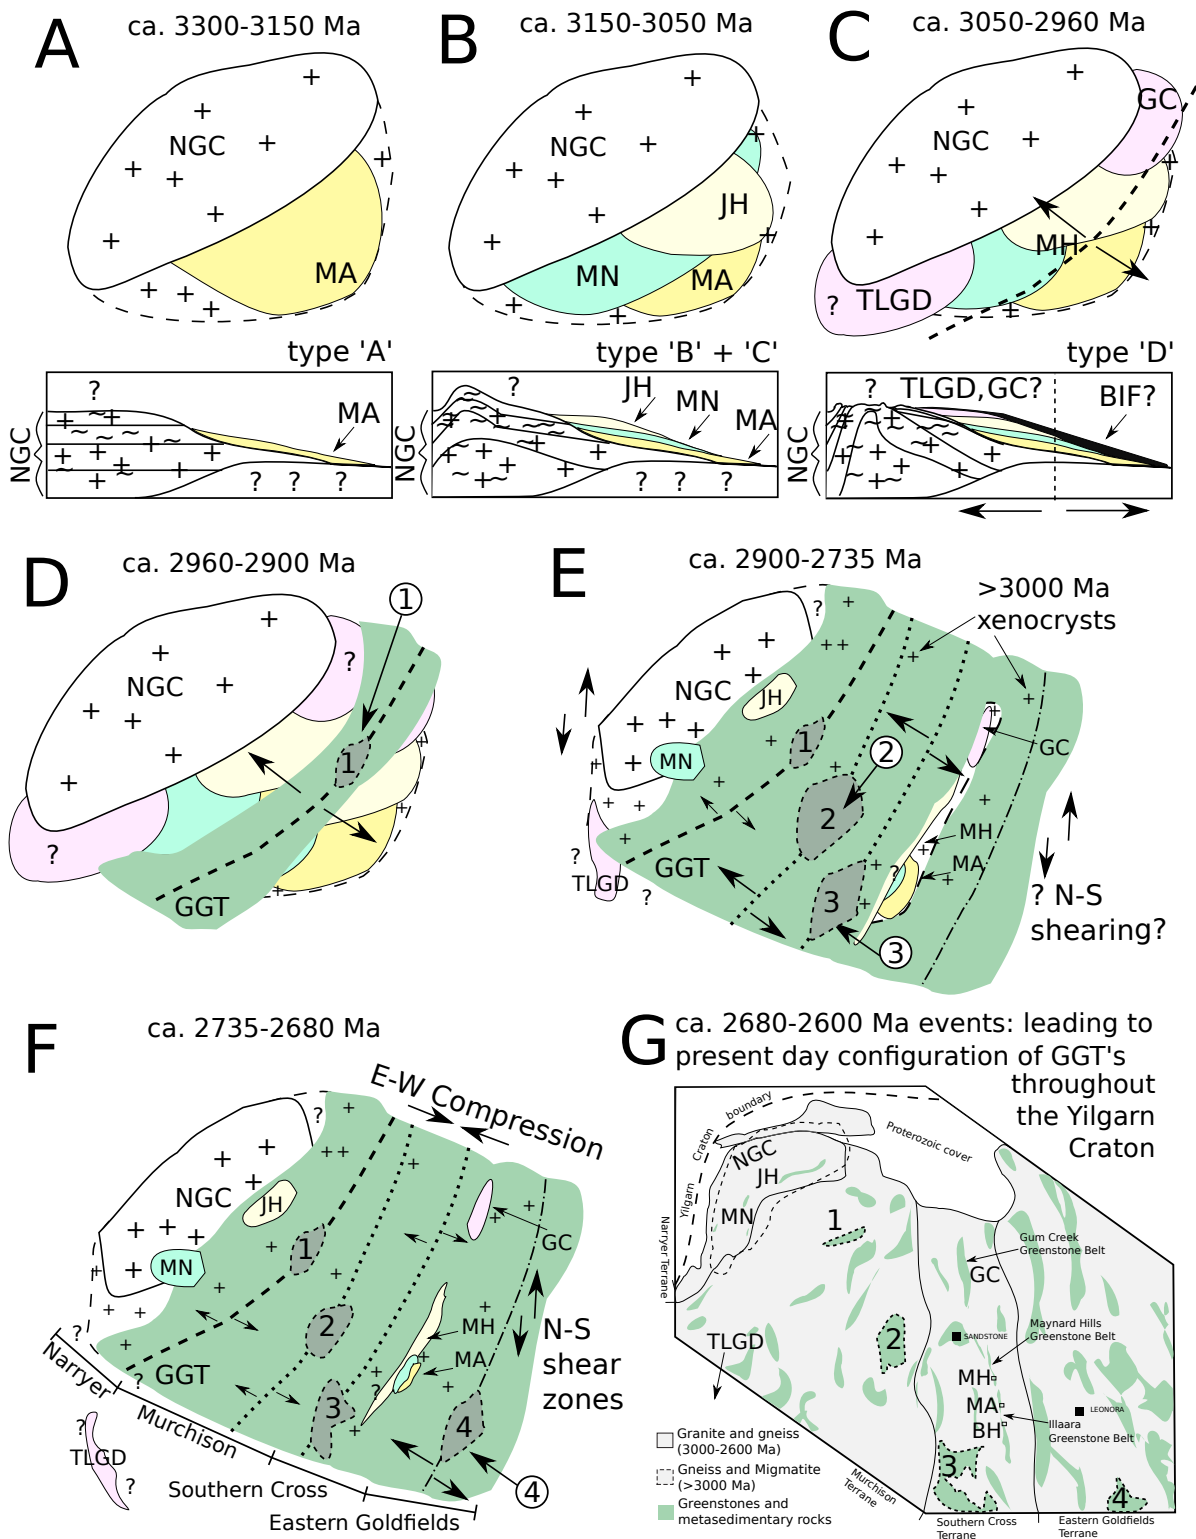 A
ca. 3300-3150 Ma
NGC
MA
type 'A'
?
MA
NGC
? ? ?
B
ca. 3150-3050 Ma
NGC
JH
MN
MA
type 'B' + 'C'
?
JH
MN
MA
NGC
? ? ?
C
ca. 3050-2960 Ma
GC
NGC
MH
? TLGD
type 'D'
?
TLGD,GC?
BIF?
NGC
D
ca. 2960-2900 Ma
1
?
NGC
1
?
GGT
E
ca. 2900-2735 Ma
>3000 Ma
xenocrysts
?
NGC
JH
MN
1
2
GC
2
MH
MA
?
?
TLGD
?
GGT
3
3
? N-S
shearing?
F
ca. 2735-2680 Ma
E-W Compression
?
NGC
JH
MN
1
GC
2
MH
MA
?
N-S
shear
zones
?
?
GGT
3
4
4
?
TLGD
?
Narryer
Murchison
Southern Cross
Eastern Goldfields
G
ca. 2680-2600 Ma events: leading to
present day configuration of GGT's
throughout
the Yilgarn
Craton
Yilgarn Craton boundary
Proterozoic cover
NGC
JH
MN
Narryer Terrane
1
Gum Creek
Greenstone Belt
GC
2
SANDSTONE
Maynard Hills
Greenstone Belt
TLGD
MH
MA
BH
LEONORA
Illaara
Greenstone Belt
3
4
Granite and gneiss
(3000-2600 Ma)
Gneiss and Migmatite
(>3000 Ma)
Greenstones and
metasedimentary rocks
Murchison
Terrane
Southern Cross
Terrane
Eastern Goldfields
Terrane